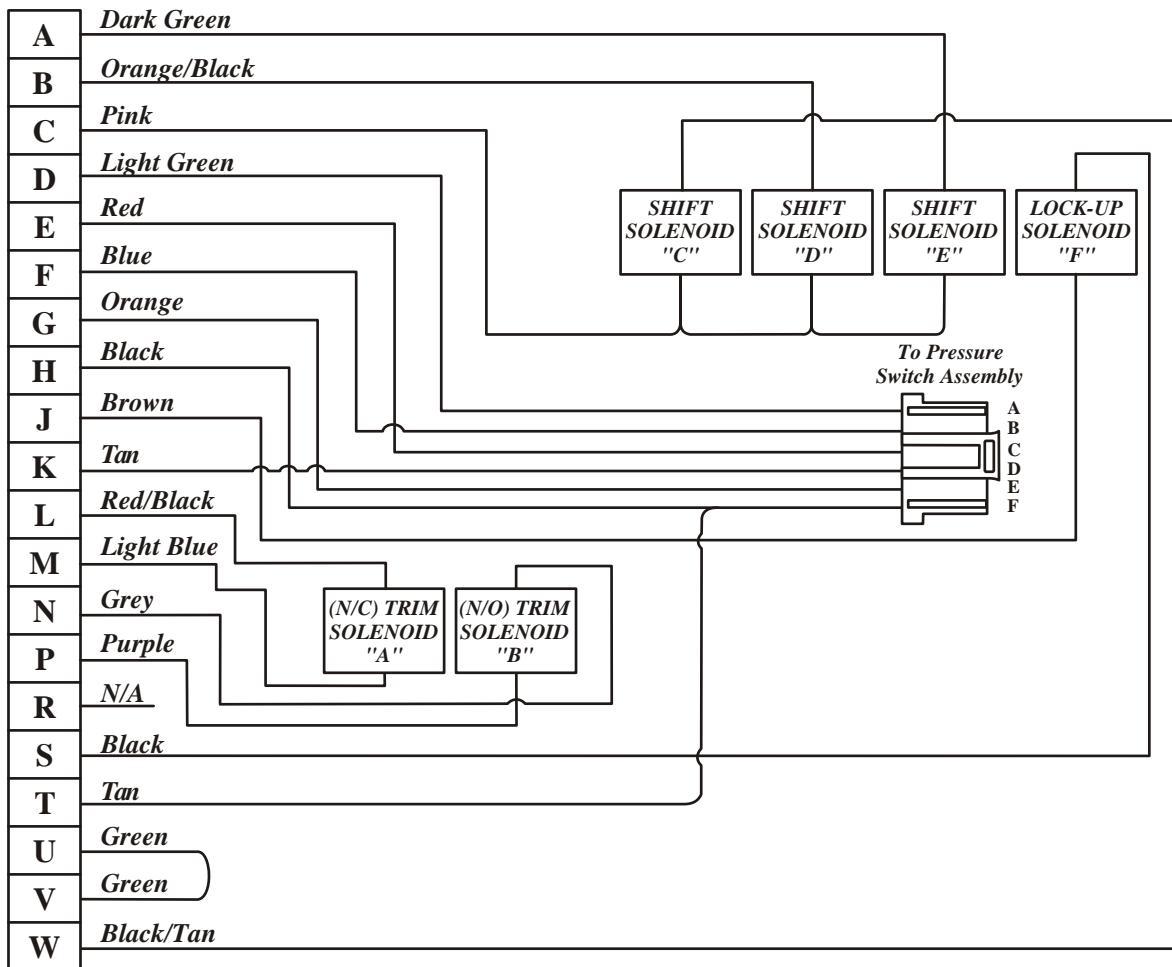 A
Dark Green
B
Orange/Black
C
Pink
D
Light Green
E
Red
F
Blue
G
Orange
H
Black
J
Brown
K
Tan
L
Red/Black
M
Light Blue
N
Grey
P
Purple
R
N/A
S
Black
T
Tan
U
Green
V
Green
W
Black/Tan
SHIFT
SOLENOID
"C"
SHIFT
SOLENOID
"D"
SHIFT
SOLENOID
"E"
LOCK-UP
SOLENOID
"F"
To Pressure
Switch Assembly
A
B
C
D
E
F
(N/C) TRIM
SOLENOID
"A"
(N/O) TRIM
SOLENOID
"B"